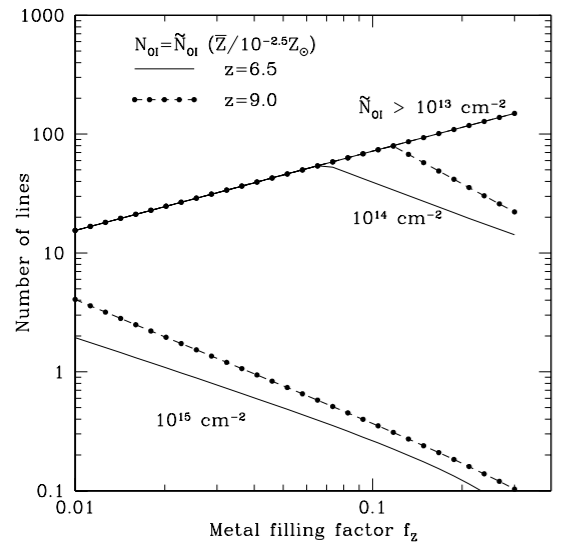 1000
N_OI=Ñ_OI (Z̅/10^-2.5Z_⊙)
z=6.5
z=9.0
Ñ_OI > 10^13 cm^-2
100
10^14 cm^-2
Number of lines
10
1
10^15 cm^-2
0.1
0.01 0.1
Metal filling factor f_Z